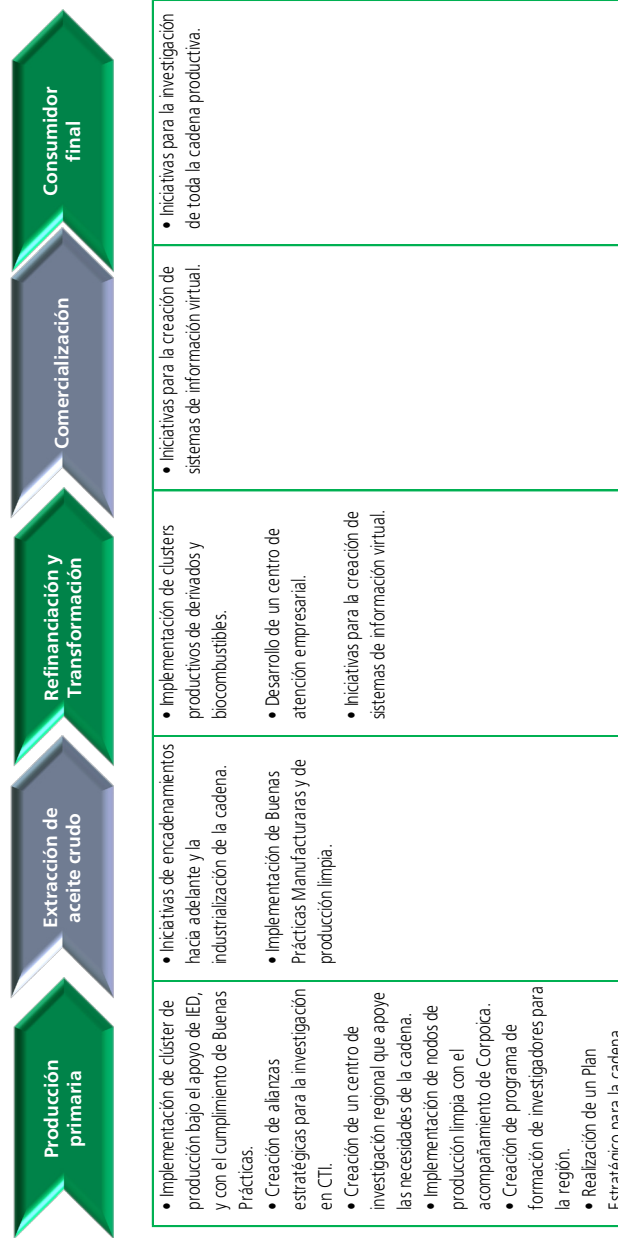 Producción
primaria
Extracción de
aceite crudo
Refinanciación y
Transformación
Comercialización
Consumidor
final
• Implementación de clúster de
producción bajo el apoyo de IED,
y con el cumplimiento de Buenas
Prácticas.
• Creación de alianzas
estratégicas para la investigación
en CTI.
• Creación de un centro de
investigación regional que apoye
las necesidades de la cadena.
• Implementación de nodos de
producción limpia con el
acompañamiento de Corpoica.
• Creación de programa de
formación de investigadores para
la región.
• Realización de un Plan
Estratégico para la cadena
• Iniciativas de encadenamientos
hacia adelante y la
industrialización de la cadena.
• Implementación de Buenas
Prácticas Manufacturaras y de
producción limpia.
• Implementación de clusters
productivos de derivados y
biocombustibles.
• Desarrollo de un centro de
atención empresarial.
• Iniciativas para la creación de
sistemas de información virtual.
• Iniciativas para la creación de
sistemas de información virtual.
• Iniciativas para la investigación
de toda la cadena productiva.